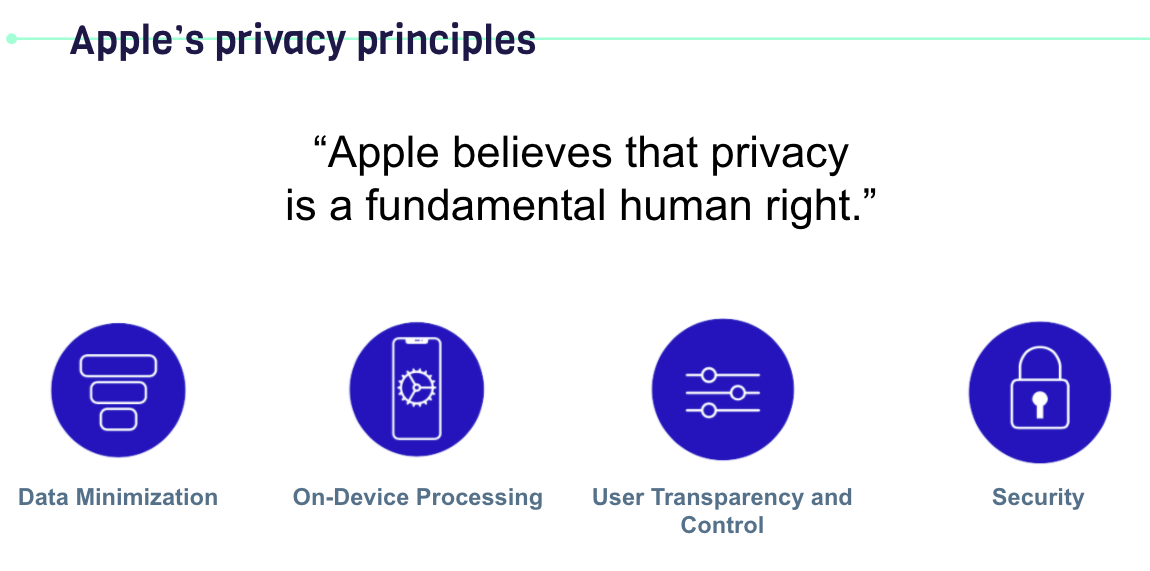 Apple’s privacy principles
“Apple believes that privacy
is a fundamental human right.”
Data Minimization
On-Device Processing
User Transparency and
Control
Security